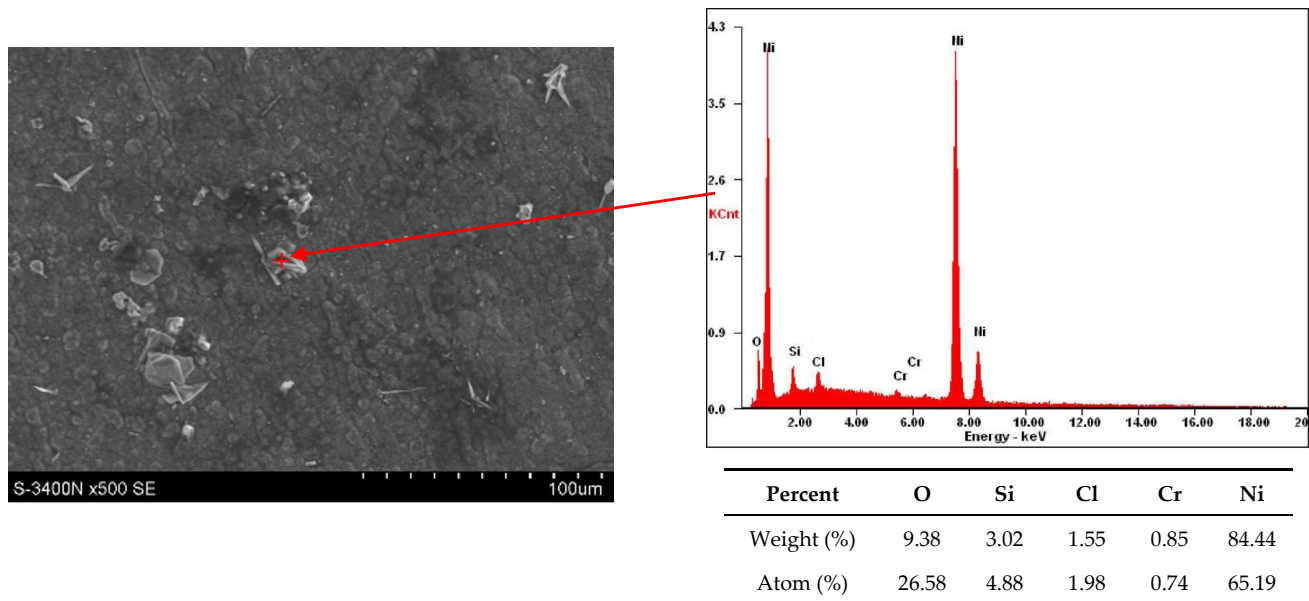 S-3400N x500 SE 100um
4.3
3.5
2.6
KCnt
1.7
0.9
0.0
Ni
Ni
O
Si
Cl
Cr
Cr
Ni
2.00 4.00 6.00 8.00 10.00 12.00 14.00 16.00 18.00 20
Energy - keV
Percent O Si Cl Cr Ni
Weight (%) 9.38 3.02 1.55 0.85 84.44
Atom (%) 26.58 4.88 1.98 0.74 65.19